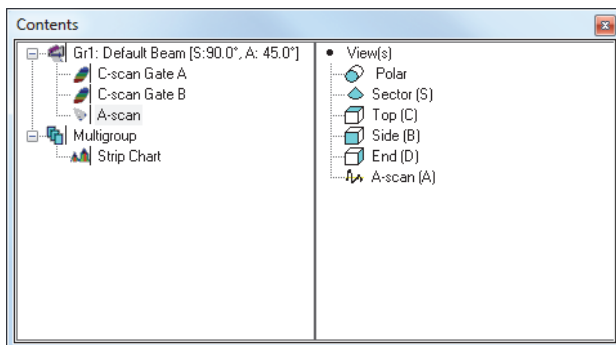 Contents
Gr1: Default Beam [S:90.0°, A: 45.0°]
C-scan Gate A
C-scan Gate B
A-scan
Multigroup
Strip Chart
View(s)
Polar
Sector (S)
Top (C)
Side (B)
End (D)
A-scan (A)